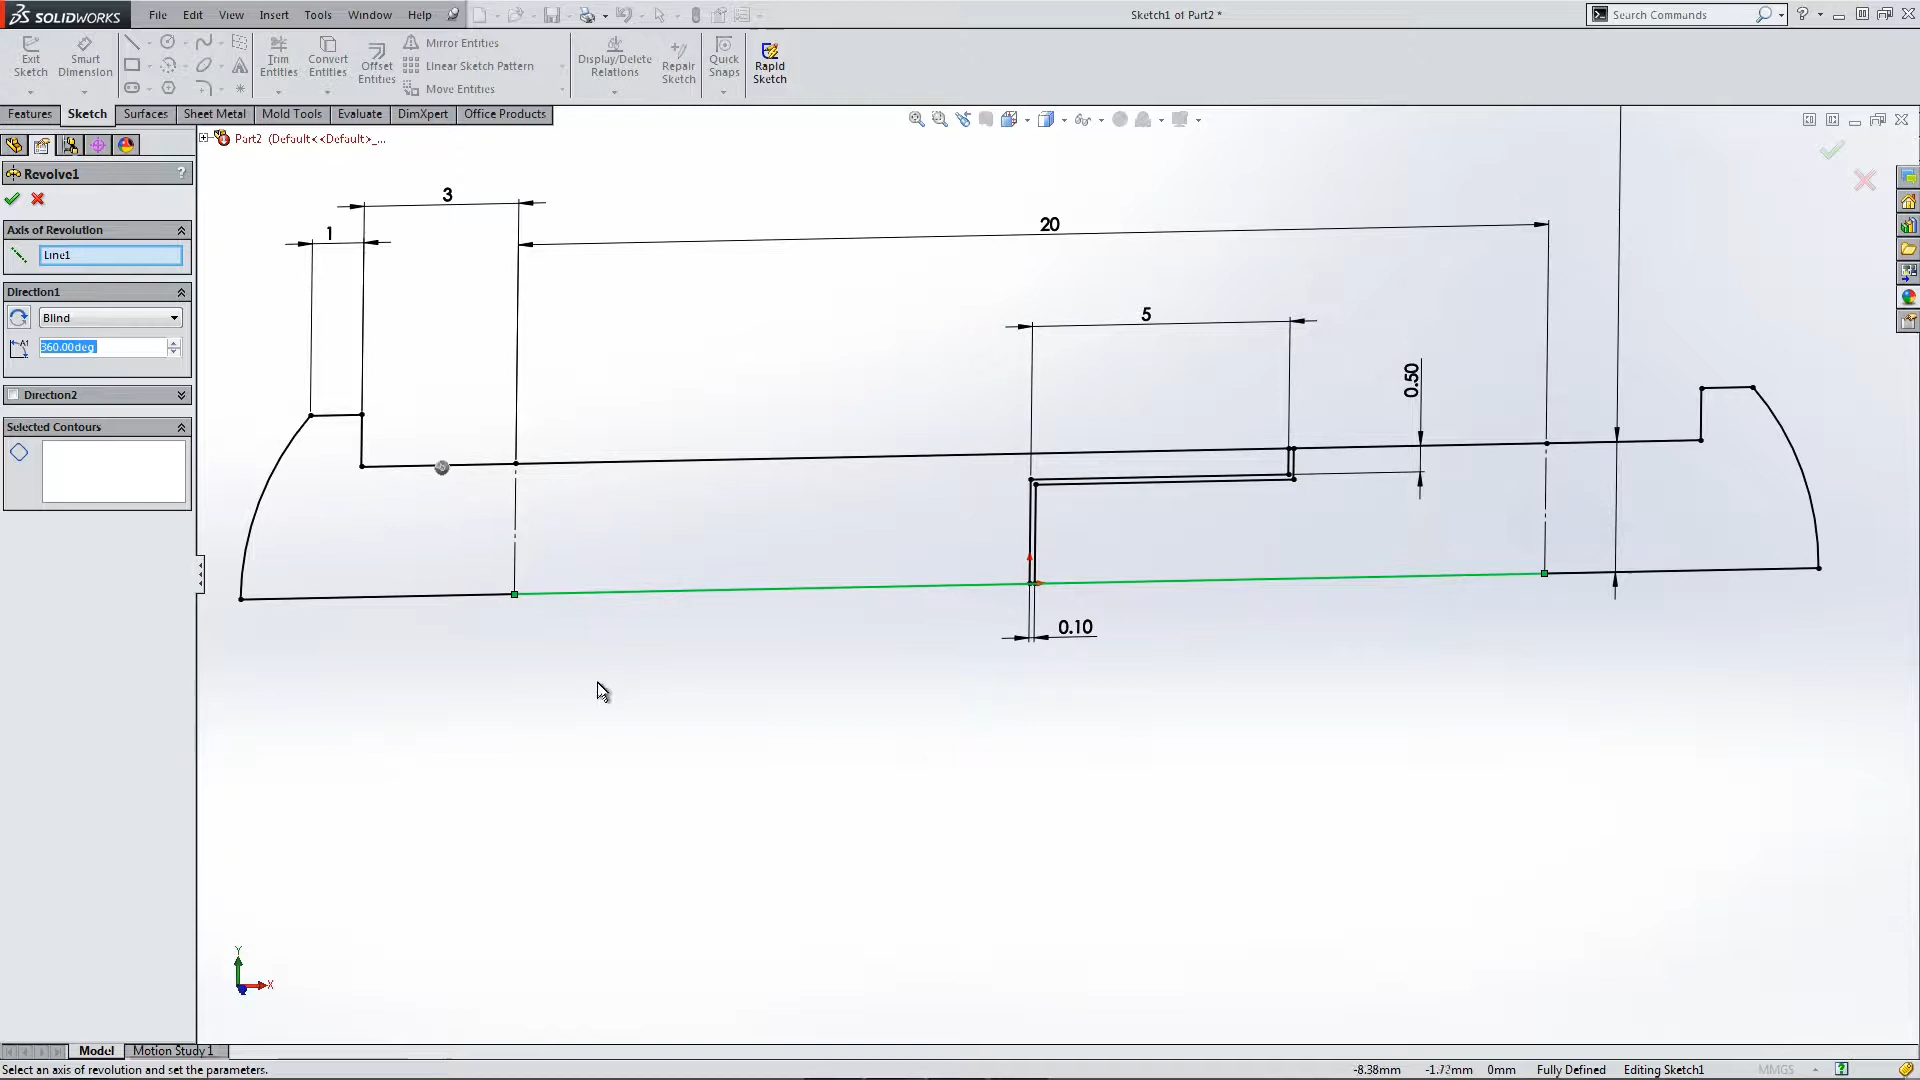 SOLIDWORKS File Edit View Insert Tools Window Help Sketch1 of Part2 * Search Commands ?
Exit Sketch
Smart Dimension
Trim Entities
Convert Entities
Offset Entities
Mirror Entities
Linear Sketch Pattern
Move Entities
Display/Delete Relations
Repair Sketch
Quick Snaps
Rapid Sketch
Features Sketch Surfaces Sheet Metal Mold Tools Evaluate DimXpert Office Products
Part2 (Default<<Default>_...
Revolve1 ?
Axis of Revolution
Line1
Direction1
Blind
360.00deg
Direction2
Selected Contours
3
1
20
5
0.50
0.10
Y
X
Model Motion Study 1
Select an axis of revolution and set the parameters. -8.38mm -1.72mm 0mm Fully Defined Editing Sketch1 MMGS ?